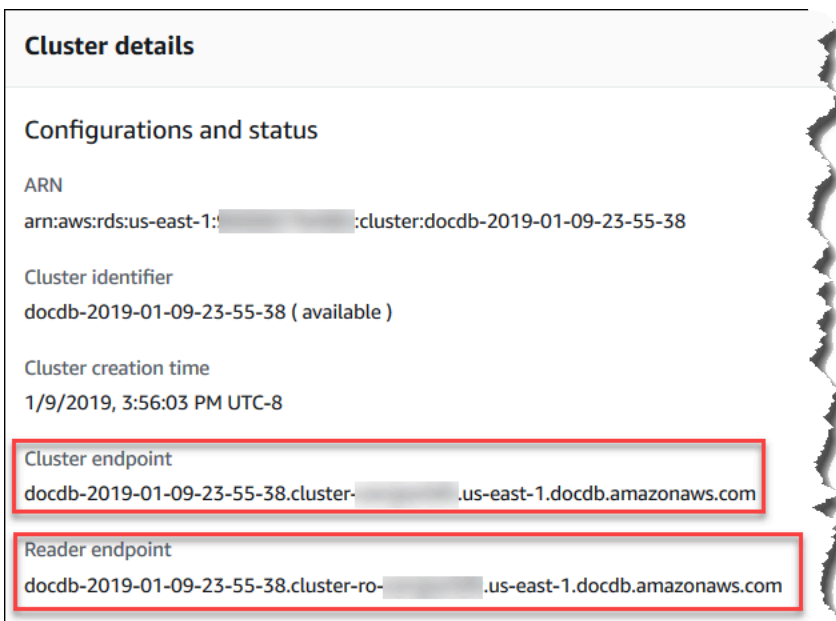 Cluster details
Configurations and status
ARN
arn:aws:rds:us-east-1: :cluster:docdb-2019-01-09-23-55-38
Cluster identifier
docdb-2019-01-09-23-55-38 ( available )
Cluster creation time
1/9/2019, 3:56:03 PM UTC-8
Cluster endpoint
docdb-2019-01-09-23-55-38.cluster- .us-east-1.docdb.amazonaws.com
Reader endpoint
docdb-2019-01-09-23-55-38.cluster-ro- .us-east-1.docdb.amazonaws.com